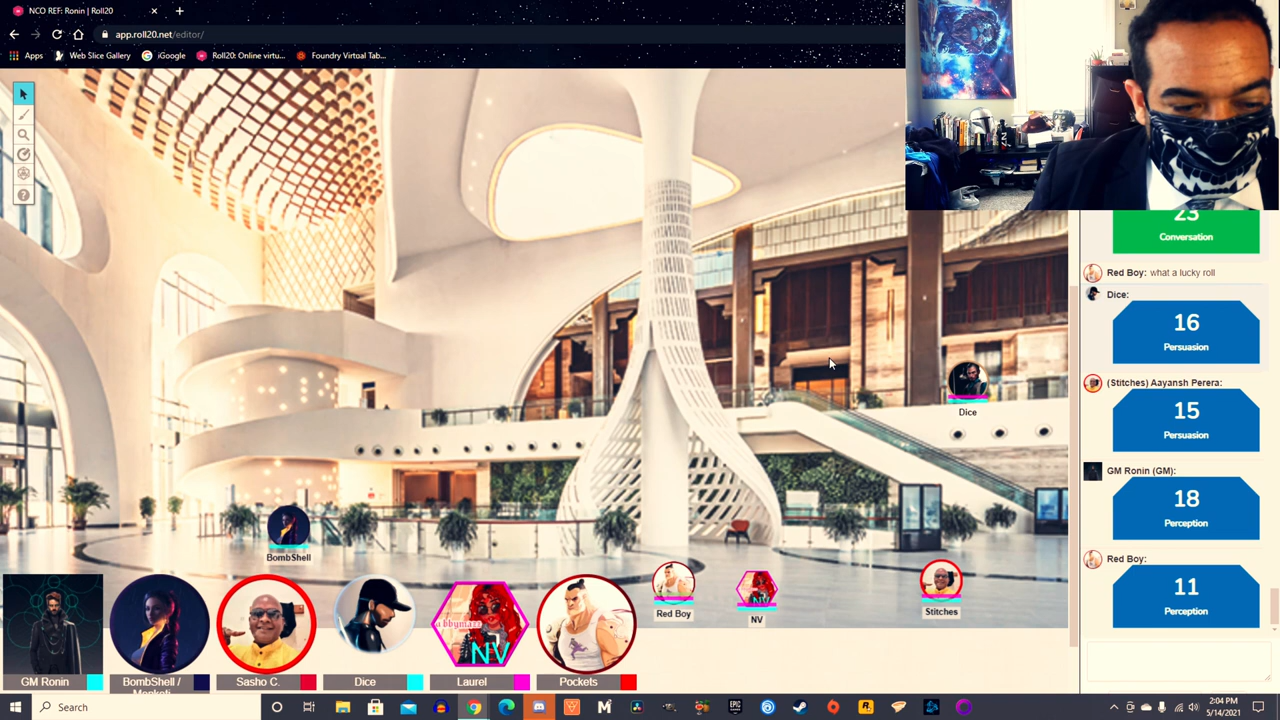 NCO REF: Ronin | Roll20
app.roll20.net/editor/
Apps
Web Slice Gallery
iGoogle
Roll20: Online virtu...
Foundry Virtual Tab...
23
Conversation
Red Boy: what a lucky roll
Dice:
16
Persuasion
(Stitches) Aayansh Perera:
15
Persuasion
GM Ronin (GM):
18
Perception
Red Boy:
11
Perception
Dice
BombShell
Red Boy
NV
NV
Stitches
NV
GM Ronin
BombShell /
Sasho C.
Dice
Laurel
Pockets
Search
2:04 PM
5/14/2021